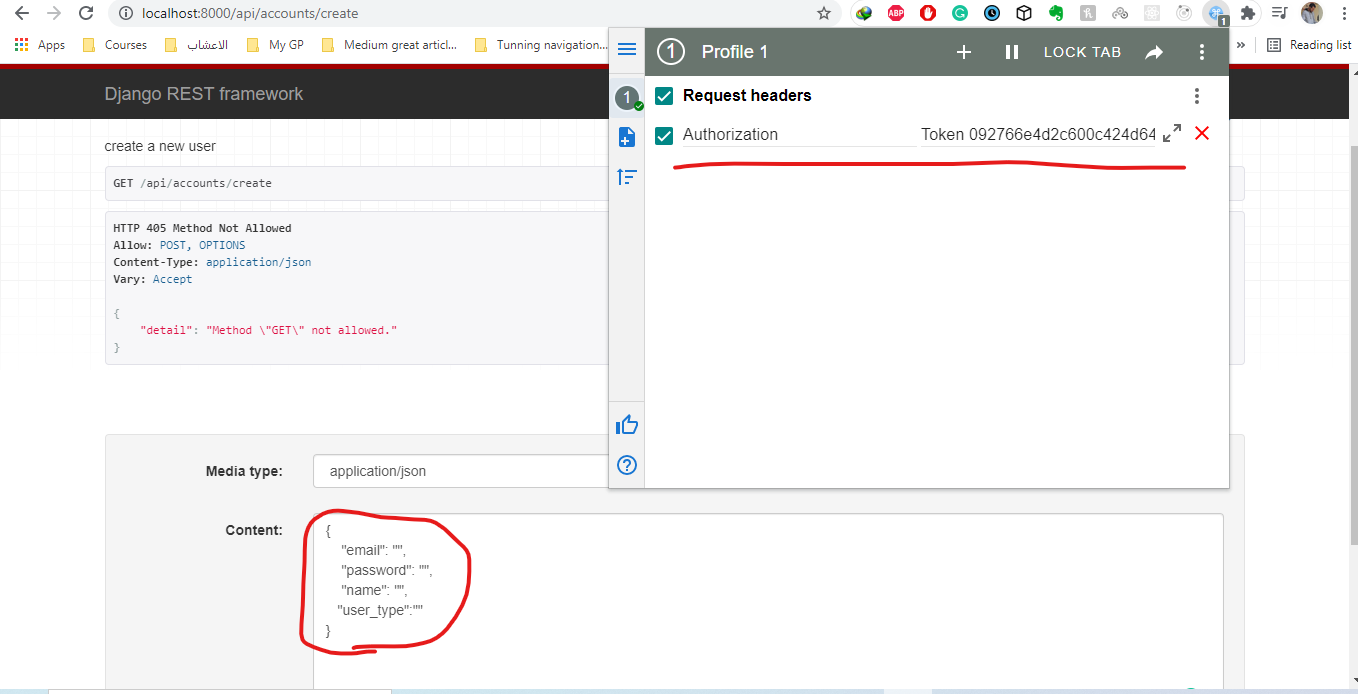 localhost:8000/api/accounts/create
ABP
1
Apps
Courses
الاعشاب
My GP
Medium great articl...
Tunning navigation...
»
Reading list
1
Profile 1
+
LOCK TAB
Django REST framework
1
Request headers
Authorization
Token 092766e4d2c600c424d64
create a new user
GET /api/accounts/create
HTTP 405 Method Not Allowed
Allow: POST, OPTIONS
Content-Type: application/json
Vary: Accept
{
"detail": "Method \"GET\" not allowed."
}
Media type:
application/json
Content:
{
"email": "",
"password": "",
"name": "",
"user_type":""
}